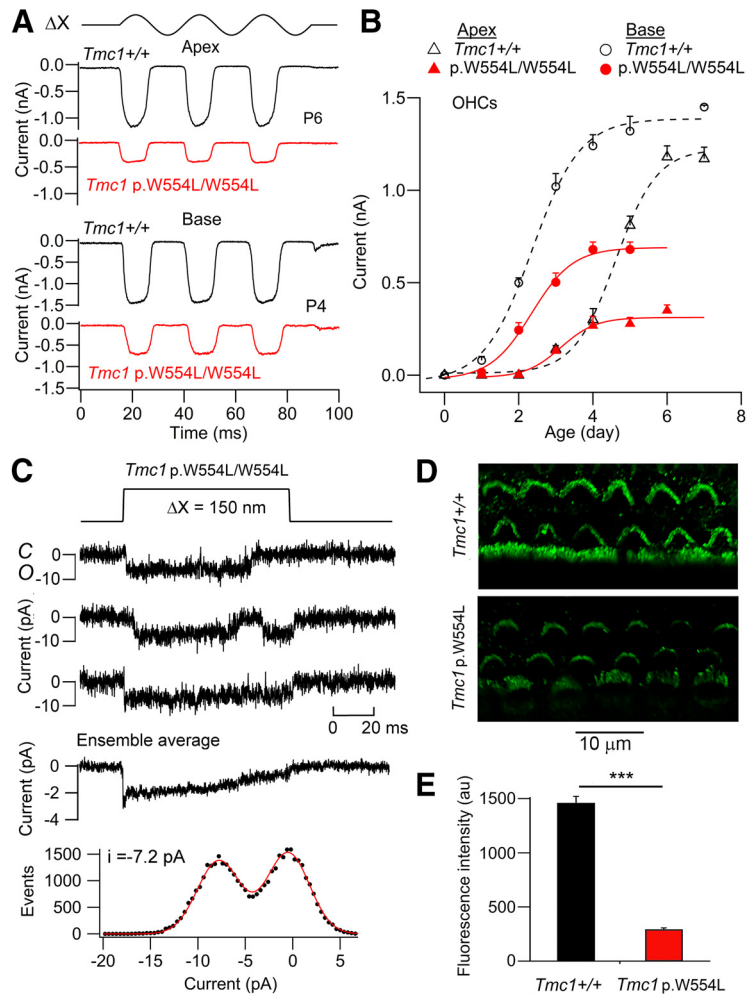 A
ΔX
Tmc1+/+
Apex
0.0
-0.5
-1.0
Current (nA)
P6
0.0
-0.5
-1.0
Current (nA)
Tmc1 p.W554L/W554L
Tmc1+/+
Base
0.0
-0.5
-1.0
-1.5
Current (nA)
P4
0.0
-0.5
-1.0
-1.5
Current (nA)
Tmc1 p.W554L/W554L
0 20 40 60 80 100
Time (ms)
B
Apex Base
Tmc1+/+ Tmc1+/+
p.W554L/W554L p.W554L/W554L
OHCs
1.5
1.0
0.5
0.0
Current (nA)
0 2 4 6 8
Age (day)
C
Tmc1 p.W554L/W554L
ΔX = 150 nm
C
O
0
-10
0
-10
0
-10
Current (pA)
0 20 ms
Ensemble average
0
-2
-4
Current (pA)
i =-7.2 pA
1500
1000
500
0
Events
-20 -15 -10 -5 0 5
Current (pA)
D
Tmc1+/+
Tmc1 p.W554L
10 μm
E
***
1500
1000
500
0
Fluorescence intensity (au)
Tmc1+/+ Tmc1 p.W554L